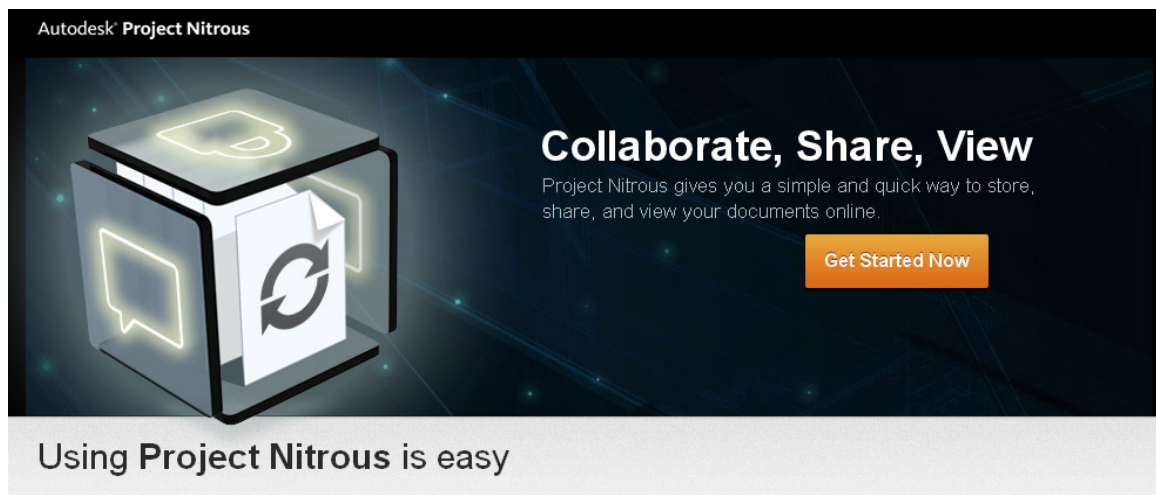 Autodesk® Project Nitrous
Collaborate, Share, View
Project Nitrous gives you a simple and quick way to store,
share, and view your documents online.
Get Started Now
Using Project Nitrous is easy